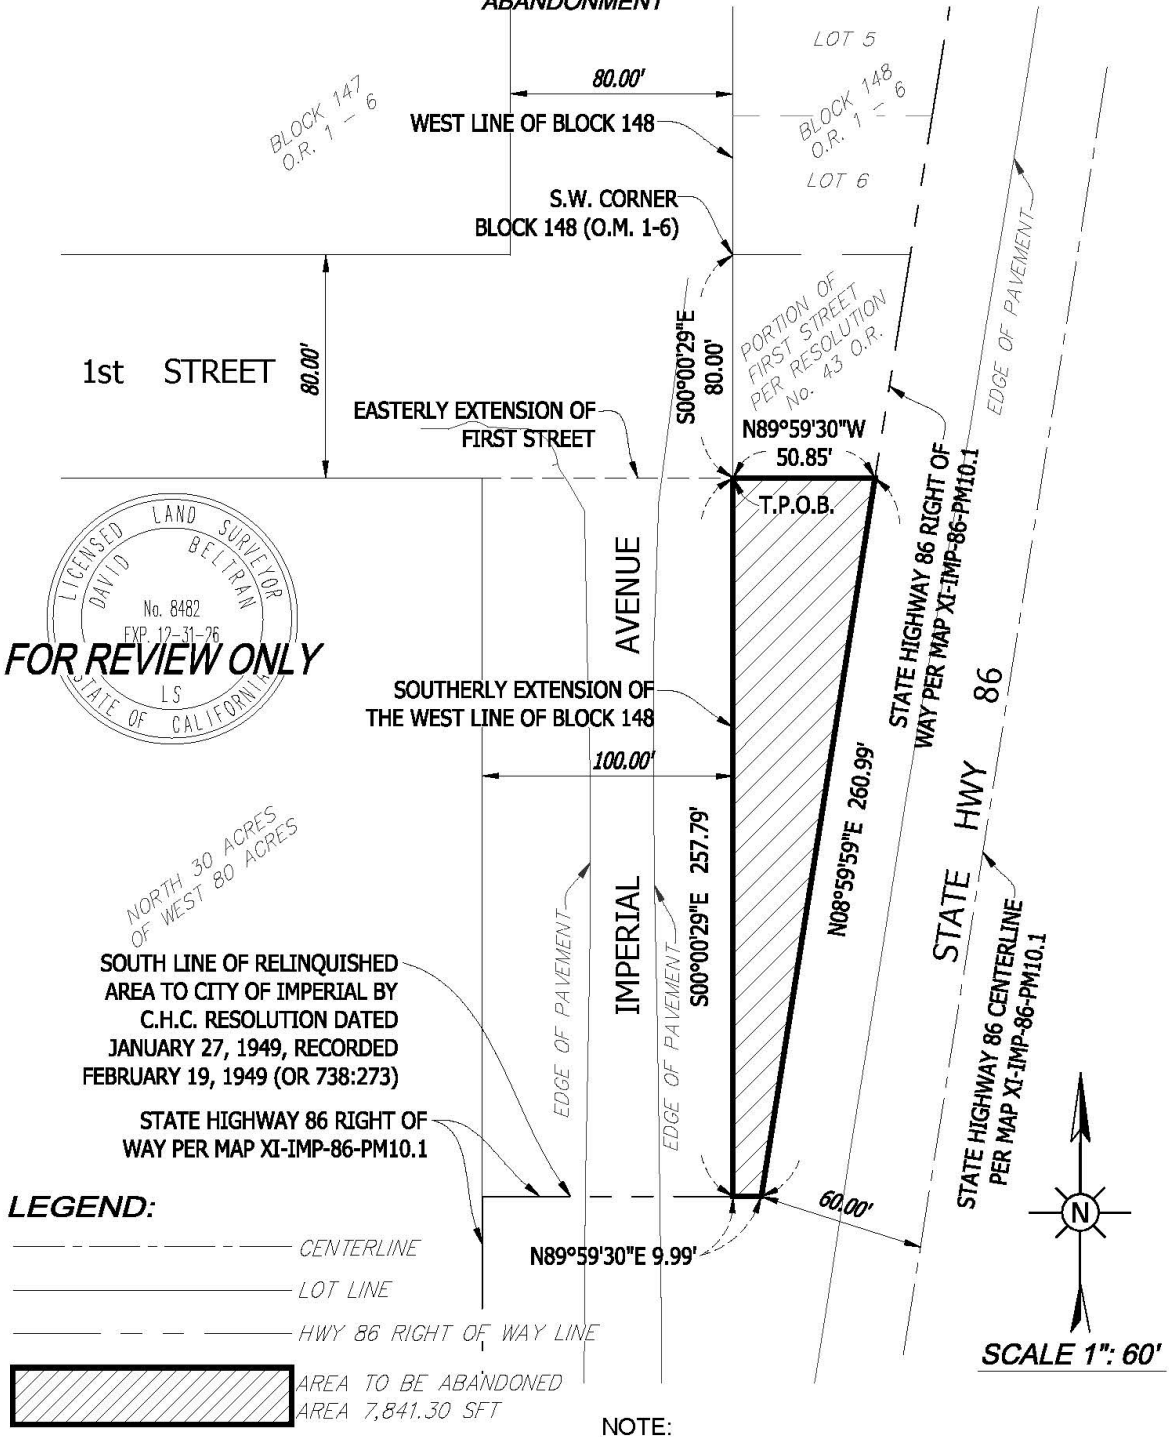 ABANDONMENT
LOT 5
80.00'
BLOCK 147
O.R. 1 - 6
BLOCK 148
O.R. 1 - 6
WEST LINE OF BLOCK 148
LOT 6
S.W. CORNER
BLOCK 148 (O.M. 1-6)
EDGE OF PAVEMENT
PORTION OF
FIRST STREET
PER RESOLUTION
No. 43 O.R.
S00°00'29"E
80.00'
1st STREET
80.00'
EASTERLY EXTENSION OF
FIRST STREET
N89°59'30"W
50.85'
T.P.O.B.
STATE HIGHWAY 86 RIGHT OF
WAY PER MAP XI-IMP-86-PM10.1
LICENSED LAND SURVEYOR
DAVID BELTRAN
No. 8482
EXP. 12-31-26
LS
STATE OF CALIFORNIA
FOR REVIEW ONLY
IMPERIAL AVENUE
SOUTHERLY EXTENSION OF
THE WEST LINE OF BLOCK 148
100.00'
S00°00'29"E 257.79'
N08°59'59"E 260.99'
STATE HWY 86
NORTH 30 ACRES
OF WEST 80 ACRES
EDGE OF PAVEMENT
EDGE OF PAVEMENT
SOUTH LINE OF RELINQUISHED
AREA TO CITY OF IMPERIAL BY
C.H.C. RESOLUTION DATED
JANUARY 27, 1949, RECORDED
FEBRUARY 19, 1949 (OR 738:273)
STATE HIGHWAY 86 CENTERLINE
PER MAP XI-IMP-86-PM10.1
STATE HIGHWAY 86 RIGHT OF
WAY PER MAP XI-IMP-86-PM10.1
60.00'
N89°59'30"E 9.99'
N
SCALE 1": 60'
LEGEND:
CENTERLINE
LOT LINE
HWY 86 RIGHT OF WAY LINE
AREA TO BE ABANDONED
AREA 7,841.30 SFT
NOTE: